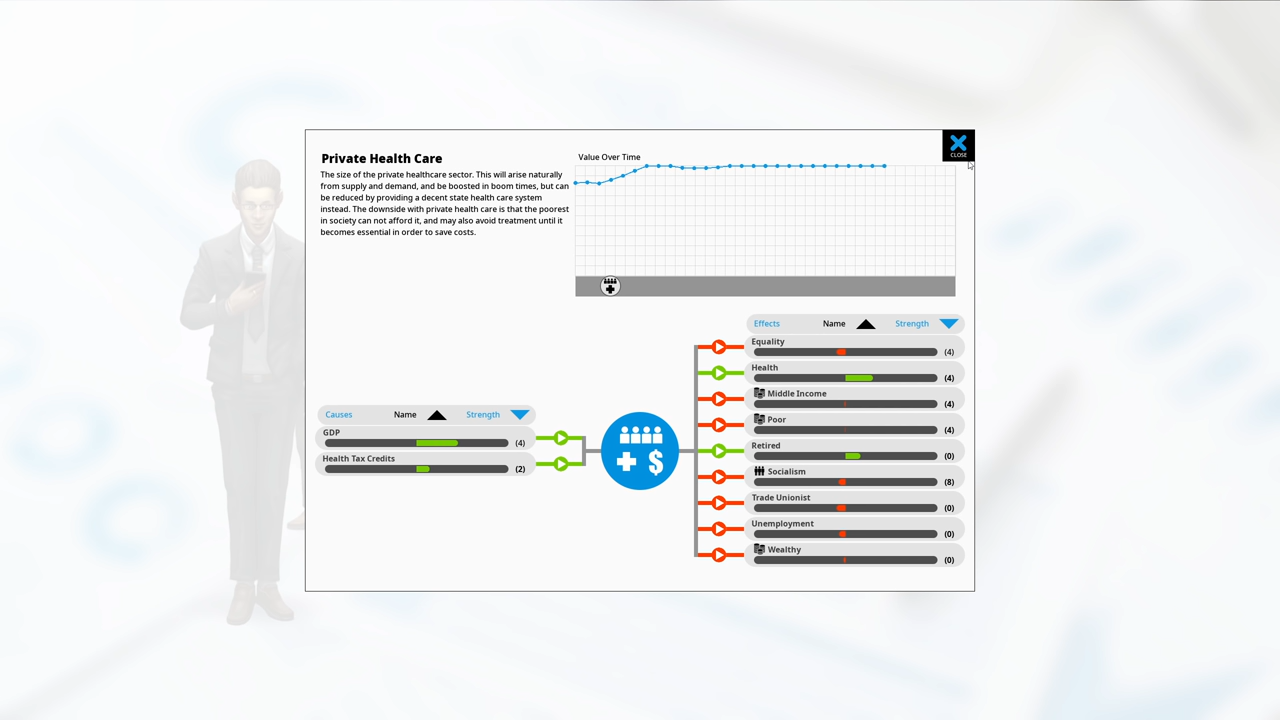 Private Health Care
The size of the private healthcare sector. This will arise naturally
from supply and demand, and be boosted in boom times, but can
be reduced by providing a decent state health care system
instead. The downside with private health care is that the poorest
in society can not afford it, and may also avoid treatment until it
becomes essential in order to save costs.
Value Over Time
CLOSE
Causes Name Strength
GDP (4)
Health Tax Credits (2)
$
Effects Name Strength
Equality (4)
Health (4)
Middle Income (4)
Poor (4)
Retired (0)
Socialism (8)
Trade Unionist (0)
Unemployment (0)
Wealthy (0)